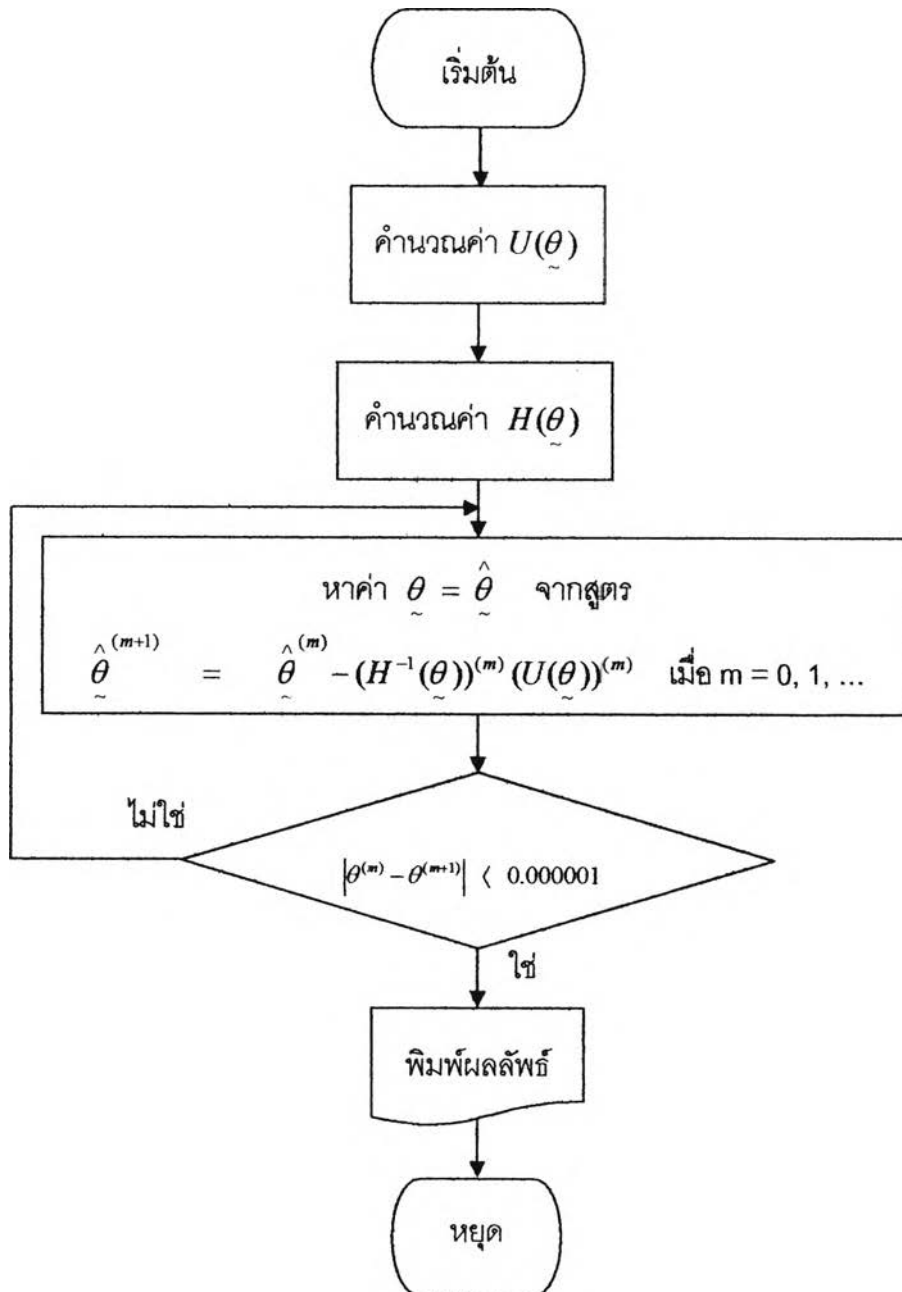 เริ่มต้น
คำนวณค่า U(θ̰)
คำนวณค่า H(θ̰)
หาค่า θ̰ = θ̰̂ จากสูตร
θ̰̂^(m+1) = θ̰̂^(m) −(H⁻¹(θ̰))^(m) (U(θ̰))^(m) เมื่อ m = 0, 1, ...
ไม่ใช่
|θ^(m) − θ^(m+1)| < 0.000001
ใช่
พิมพ์ผลลัพธ์
หยุด